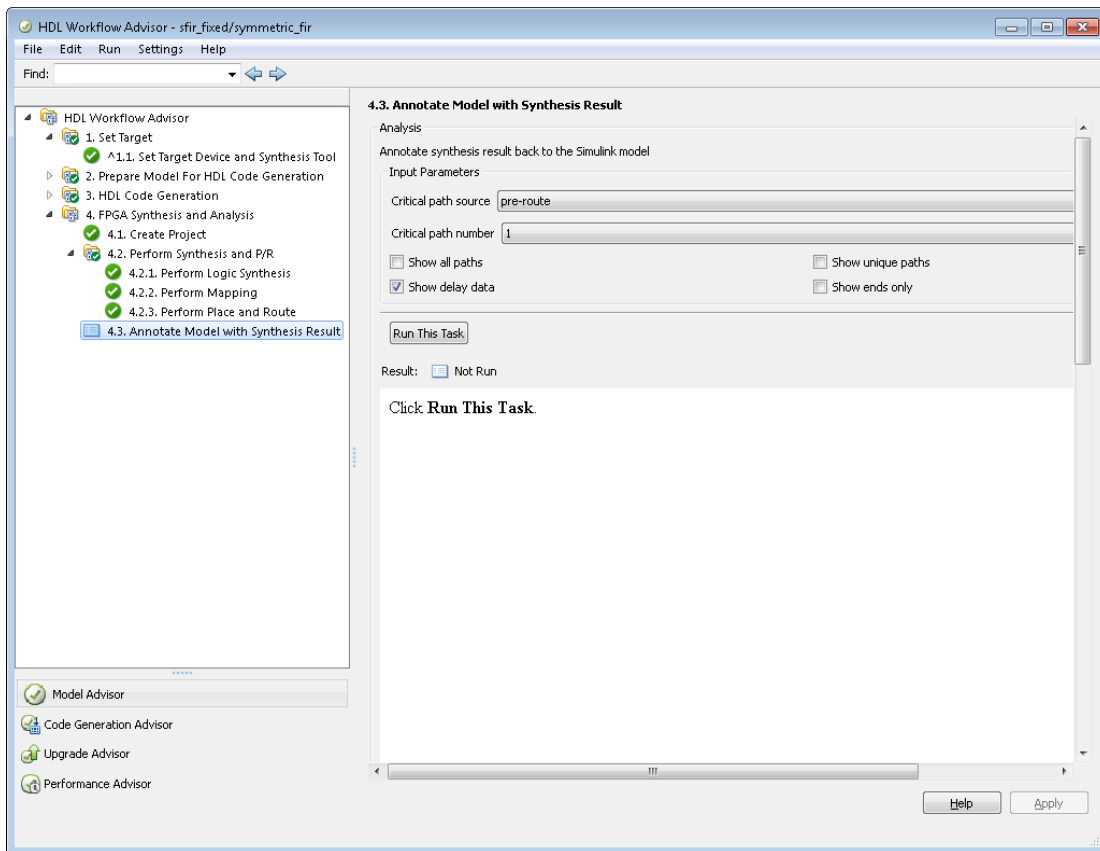 HDL Workflow Advisor - sfir_fixed/symmetric_fir
File Edit Run Settings Help
Find:
HDL Workflow Advisor
1. Set Target
^1.1. Set Target Device and Synthesis Tool
2. Prepare Model For HDL Code Generation
3. HDL Code Generation
4. FPGA Synthesis and Analysis
4.1. Create Project
4.2. Perform Synthesis and P/R
4.2.1. Perform Logic Synthesis
4.2.2. Perform Mapping
4.2.3. Perform Place and Route
4.3. Annotate Model with Synthesis Result
Model Advisor
Code Generation Advisor
Upgrade Advisor
Performance Advisor
4.3. Annotate Model with Synthesis Result
Analysis
Annotate synthesis result back to the Simulink model
Input Parameters
Critical path source pre-route
Critical path number 1
Show all paths Show unique paths
Show delay data Show ends only
Run This Task
Result: Not Run
Click Run This Task.
Help Apply